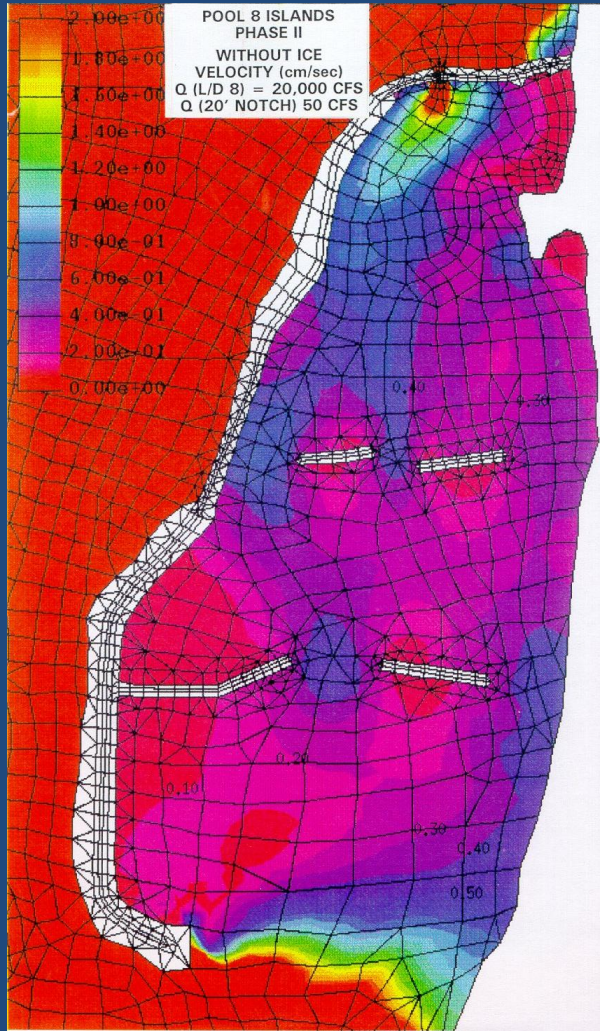 POOL 8 ISLANDS
PHASE II
WITHOUT ICE
VELOCITY (cm/sec)
Q (L/D 8) = 20,000 CFS
Q (20' NOTCH) 50 CFS
2.00e+00
1.80e+00
1.60e+00
1.40e+00
1.20e+00
1.00e+00
8.00e-01
6.00e-01
4.00e-01
2.00e-01
0.00e+00
0.40
0.30
0.20
0.10
0.30
0.40
0.50